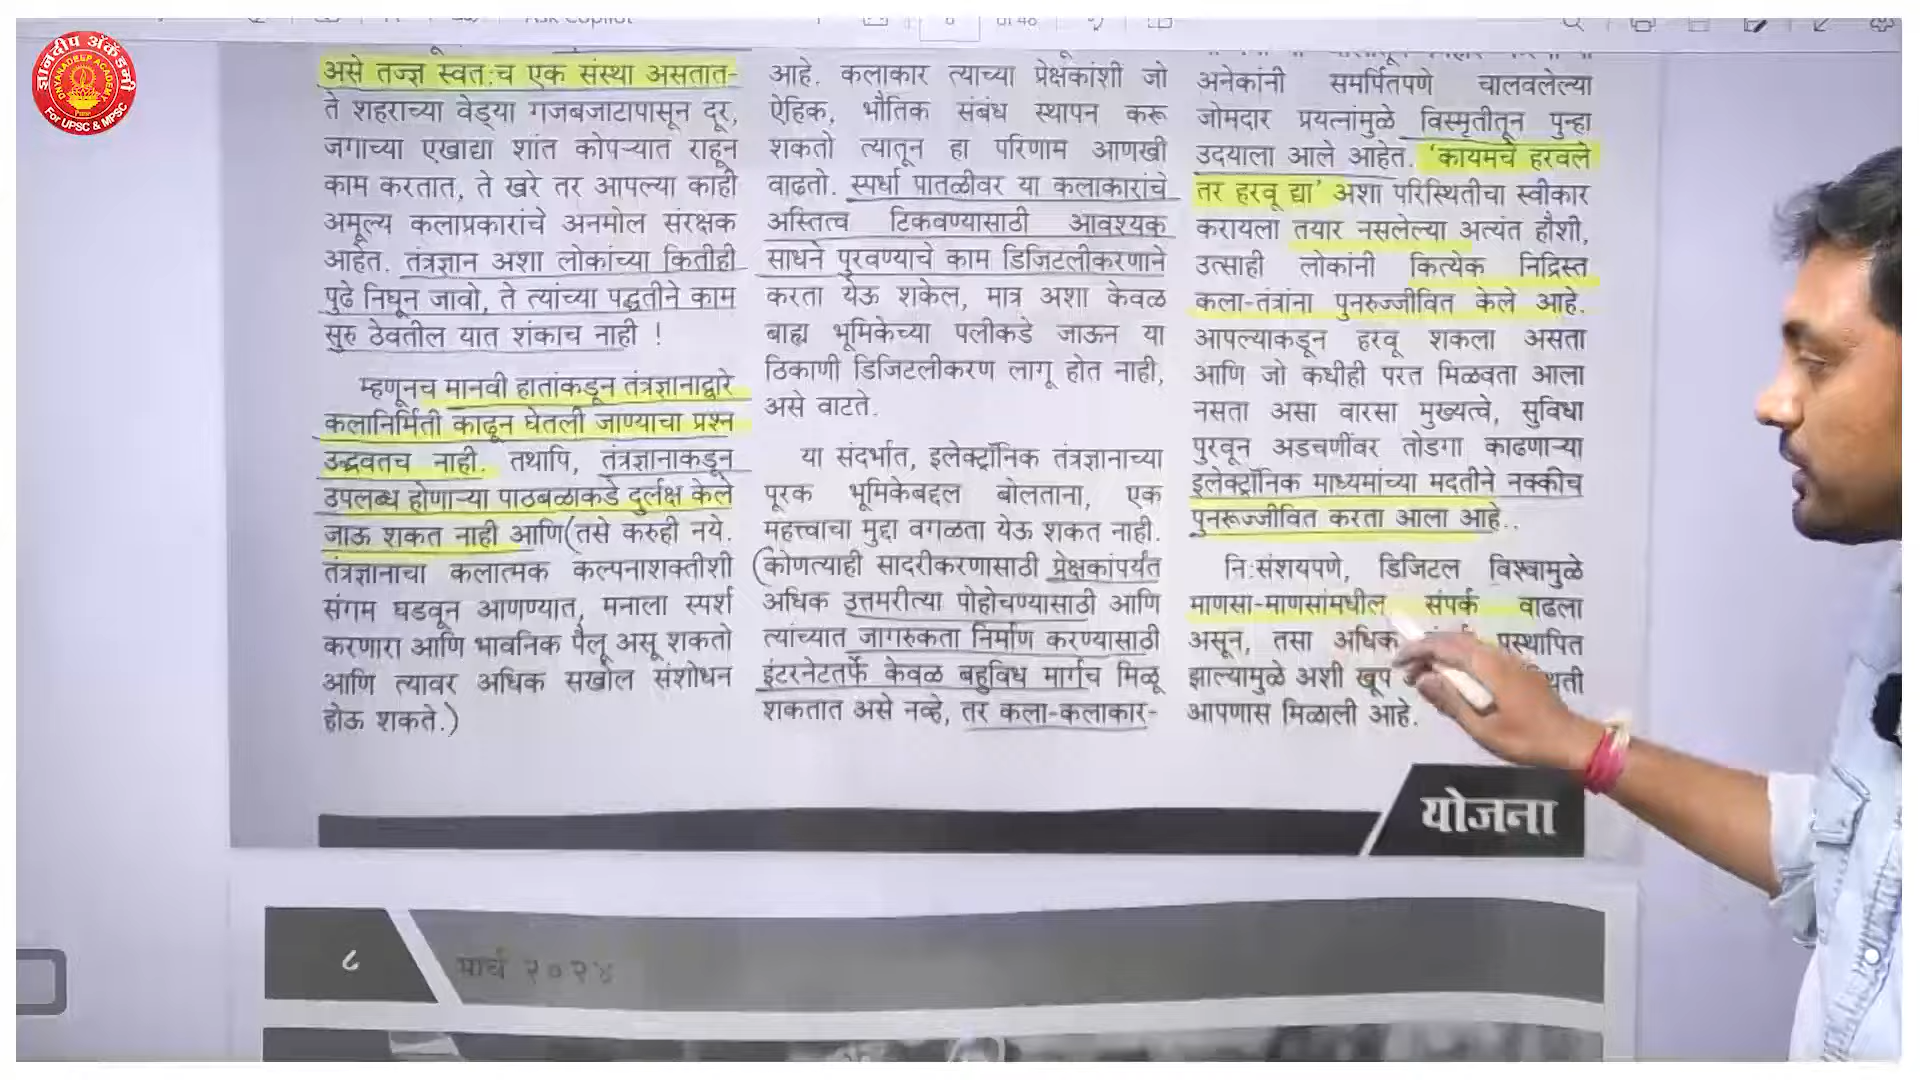 ज्ञानदीप अ‍ॅकॅडमी
DNYANADEEP ACADEMY
For UPSC & MPSC
असे तज्ज्ञ स्वत:च एक संस्था असतात-
ते शहराच्या वेड्या गजबजाटापासून दूर,
जगाच्या एखाद्या शांत कोपऱ्यात राहून
काम करतात, ते खरे तर आपल्या काही
अमूल्य कलाप्रकारांचे अनमोल संरक्षक
आहेत. तंत्रज्ञान अशा लोकांच्या कितीही
पुढे निघून जावो, ते त्यांच्या पद्धतीने काम
सुरु ठेवतील यात शंकाच नाही !
म्हणूनच मानवी हातांकडून तंत्रज्ञानाद्वारे
कलानिर्मिती काढून घेतली जाण्याचा प्रश्न
उद्भवतच नाही. तथापि, तंत्रज्ञानाकडून
उपलब्ध होणाऱ्या पाठबळाकडे दुर्लक्ष केले
जाऊ शकत नाही आणि(तसे करुही नये.
तंत्रज्ञानाचा कलात्मक कल्पनाशक्तीशी
संगम घडवून आणण्यात, मनाला स्पर्श
करणारा आणि भावनिक पैलू असू शकतो
आणि त्यावर अधिक सखोल संशोधन
होऊ शकते.)
आहे. कलाकार त्याच्या प्रेक्षकांशी जो
ऐहिक, भौतिक संबंध स्थापन करू
शकतो त्यातून हा परिणाम आणखी
वाढतो. स्पर्धा पातळीवर या कलाकारांचे
अस्तित्व टिकवण्यासाठी आवश्यक
साधने पुरवण्याचे काम डिजिटलीकरणाने
करता येऊ शकेल, मात्र अशा केवळ
बाह्य भूमिकेच्या पलीकडे जाऊन या
ठिकाणी डिजिटलीकरण लागू होत नाही,
असे वाटते.
या संदर्भात, इलेक्ट्रॉनिक तंत्रज्ञानाच्या
पूरक भूमिकेबद्दल बोलताना, एक
महत्त्वाचा मुद्दा वगळता येऊ शकत नाही.
(कोणत्याही सादरीकरणासाठी प्रेक्षकांपर्यंत
अधिक उत्तमरीत्या पोहोचण्यासाठी आणि
त्यांच्यात जागरुकता निर्माण करण्यासाठी
इंटरनेटतर्फे केवळ बहुविध मार्गच मिळू
शकतात असे नव्हे, तर कला-कलाकार-
अनेकांनी समर्पितपणे चालवलेल्या
जोमदार प्रयत्नांमुळे विस्मृतीतून पुन्हा
उदयाला आले आहेत. 'कायमचे हरवले
तर हरवू द्या' अशा परिस्थितीचा स्वीकार
करायला तयार नसलेल्या अत्यंत हौशी,
उत्साही लोकांनी कित्येक निद्रिस्त
कला-तंत्रांना पुनरुज्जीवित केले आहे.
आपल्याकडून हरवू शकला असता
आणि जो कधीही परत मिळवता आला
नसता असा वारसा मुख्यत्वे, सुविधा
पुरवून अडचणींवर तोडगा काढणाऱ्या
इलेक्ट्रॉनिक माध्यमांच्या मदतीने नक्कीच
पुनरूज्जीवित करता आला आहे..
नि:संशयपणे, डिजिटल विश्वामुळे
माणसा-माणसांमधील संपर्क वाढला
असून, तसा अधिक
झाल्यामुळे अशी खूप
आपणास मिळाली आहे.
योजना
८ मार्च २०२४